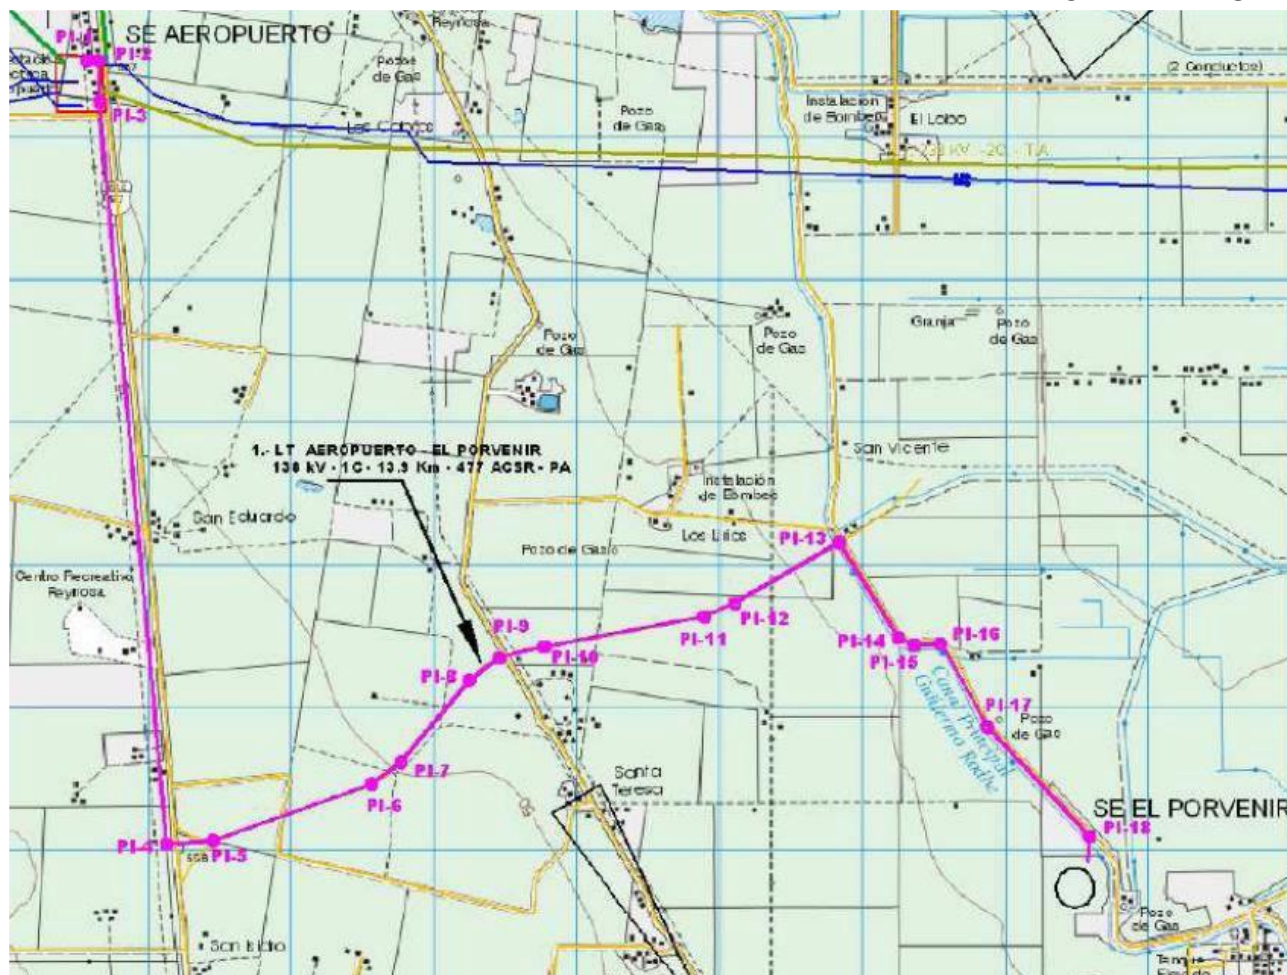 Reynosa
PI-1
SE AEROPUERTO
PI-2
PI-3
Pozos
de Gas
Pozo
de Gas
(2 Conductos)
Instalación
de Bombeo
El Lobo
Granja
Pozo
de Gas
Pozo
de Gas
Pozo
de Gas
1.- LT AEROPUERTO - EL PORVENIR
138 kV - 1C - 13.9 Km - 477 ACSR - PA
San Vicente
Instalación
de Bombeo
San Eduardo
Los Lirios
PI-13
Pozo de Gas
Centro Recreativo
Reynosa
PI-12
PI-11
PI-9
PI-10
PI-8
PI-14
PI-15
PI-16
Canal Principal
Guillermo Rodhe
PI-17
Pozo
de Gas
PI-7
PI-6
Santa
Teresa
50
SE EL PORVENIR
PI-18
PI-4
PI-5
San Isidro
Pozo
de Gas
Tanque